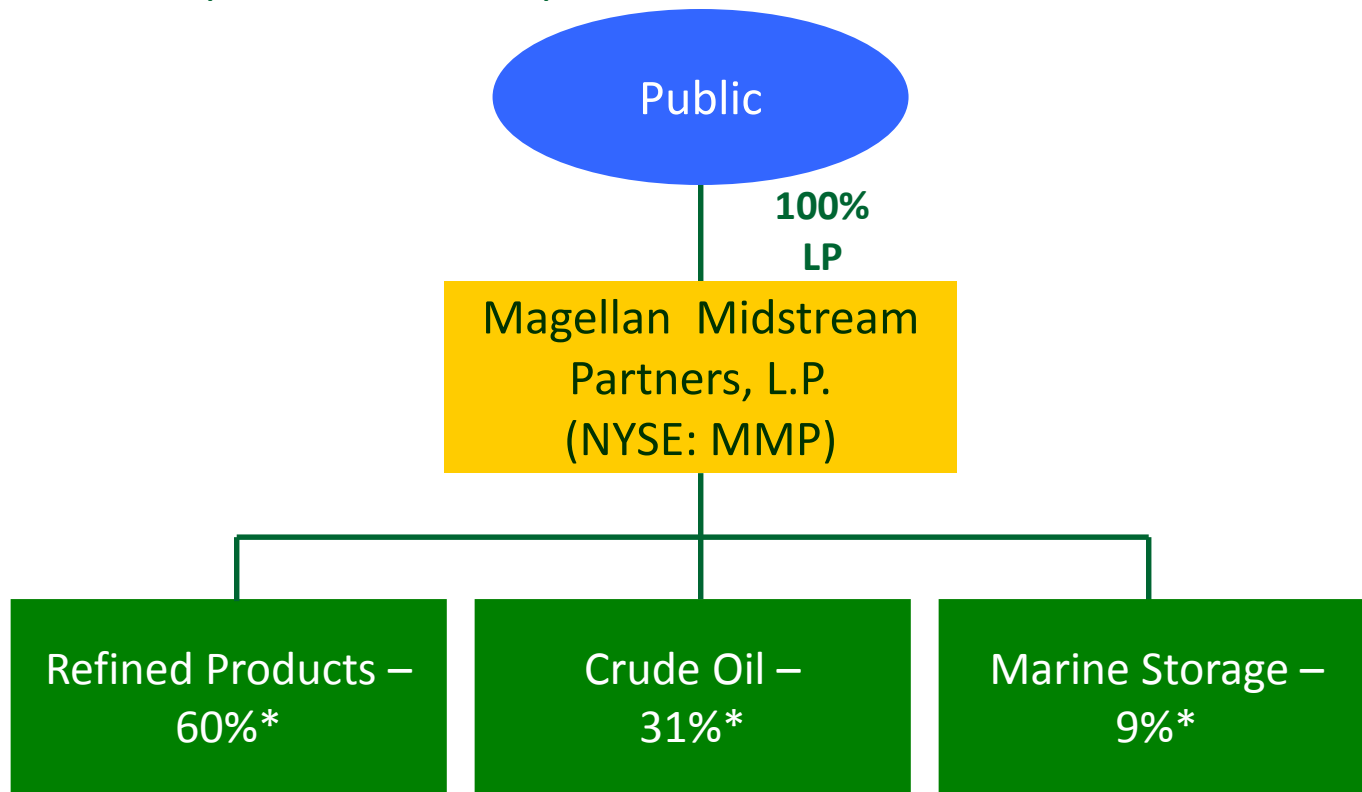 Public
100%
LP
Magellan Midstream
Partners, L.P.
(NYSE: MMP)
Refined Products –
60%*
Crude Oil –
31%*
Marine Storage –
9%*